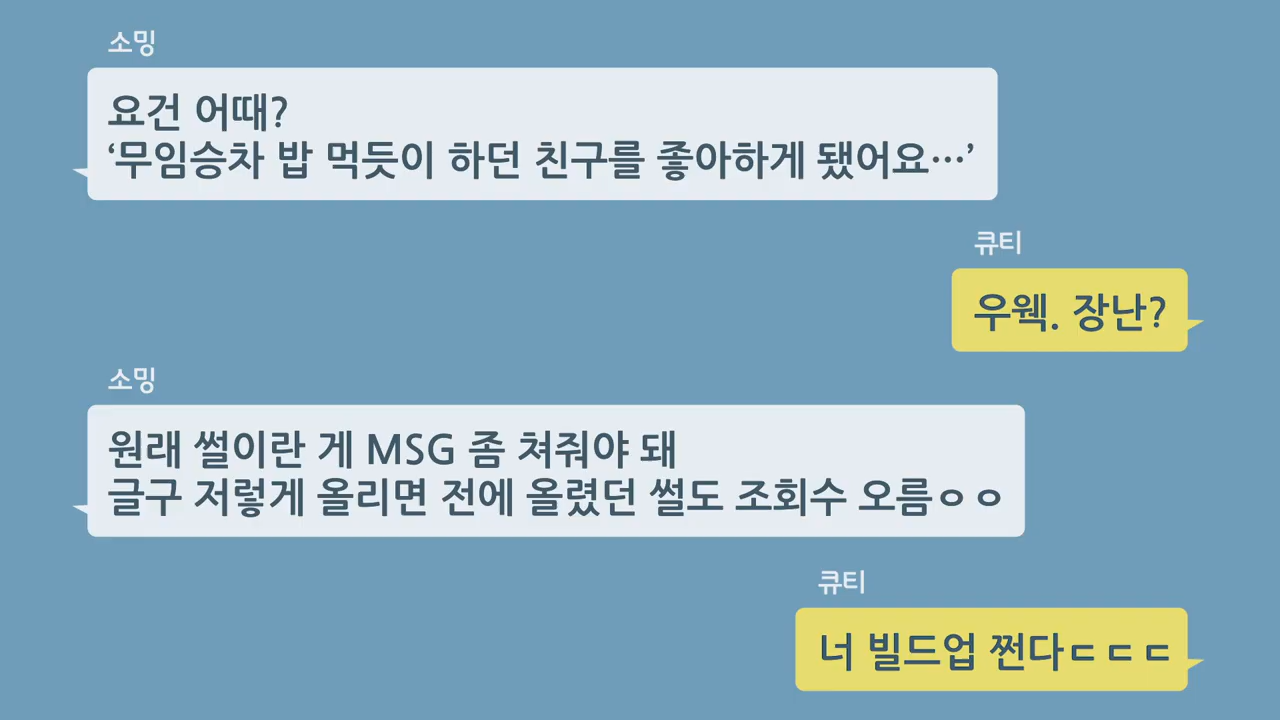 소밍
요건 어때?
‘무임승차 밥 먹듯이 하던 친구를 좋아하게 됐어요…’
큐티
우웩. 장난?
소밍
원래 썰이란 게 MSG 좀 쳐줘야 돼
글구 저렇게 올리면 전에 올렸던 썰도 조회수 오름ㅇㅇ
큐티
너 빌드업 쩐다ㄷㄷㄷ